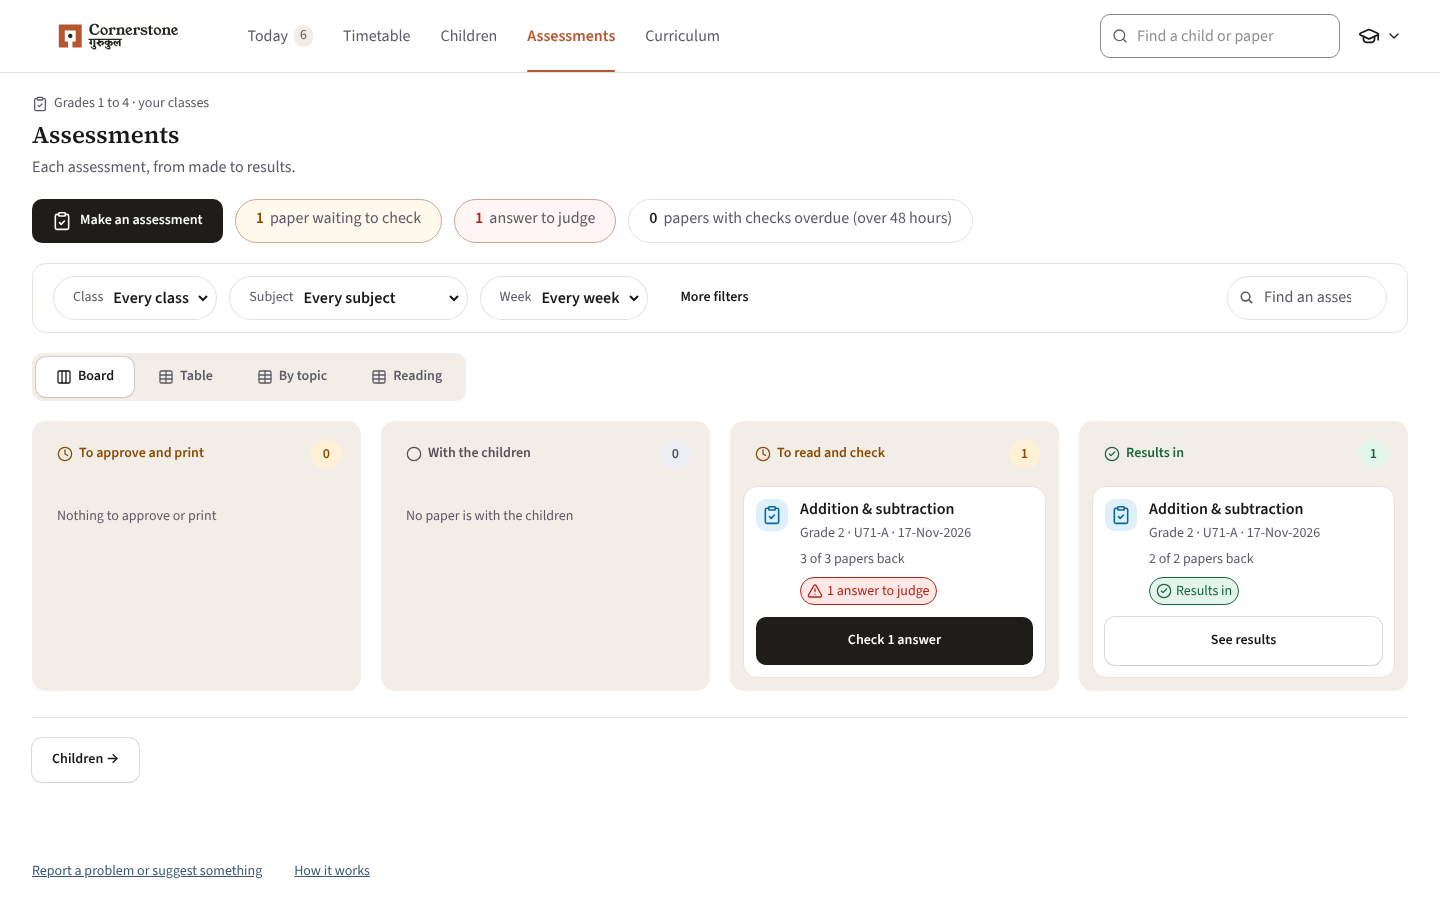 Cornerstone
गुरुकुल
Today 6
Timetable
Children
Assessments
Curriculum
Find a child or paper
Grades 1 to 4 · your classes
Assessments
Each assessment, from made to results.
Make an assessment
1 paper waiting to check
1 answer to judge
0 papers with checks overdue (over 48 hours)
Class Every class
Subject Every subject
Week Every week
More filters
Find an asses
Board
Table
By topic
Reading
To approve and print 0
Nothing to approve or print
With the children 0
No paper is with the children
To read and check 1
Addition & subtraction
Grade 2 · U71-A · 17-Nov-2026
3 of 3 papers back
1 answer to judge
Check 1 answer
Results in 1
Addition & subtraction
Grade 2 · U71-A · 17-Nov-2026
2 of 2 papers back
Results in
See results
Children →
Report a problem or suggest something
How it works